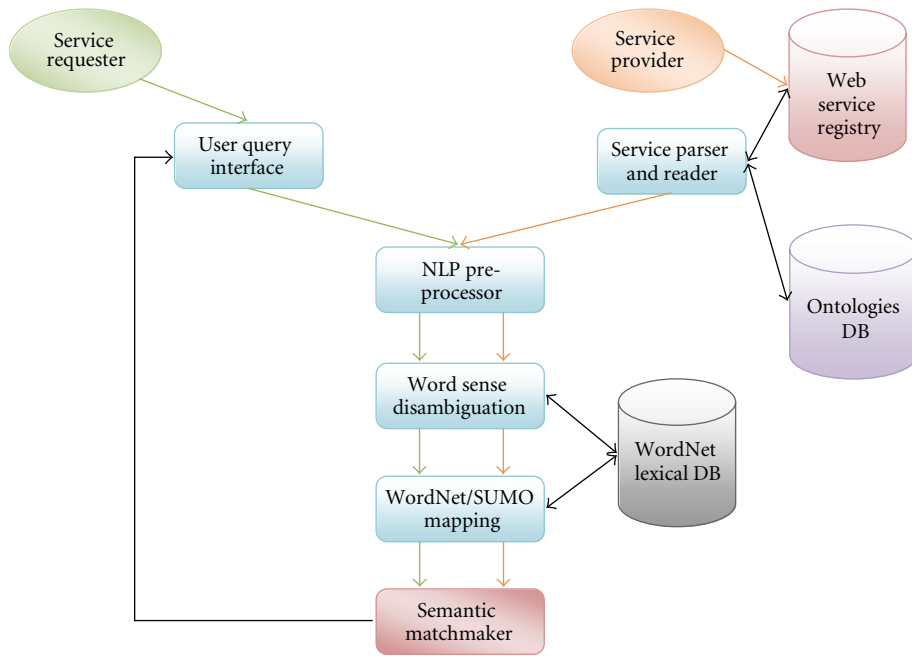 Service
requester
Service
provider
Web
service
registry
User query
interface
Service parser
and reader
NLP pre-
processor
Ontologies
DB
Word sense
disambiguation
WordNet
lexical DB
WordNet/SUMO
mapping
Semantic
matchmaker